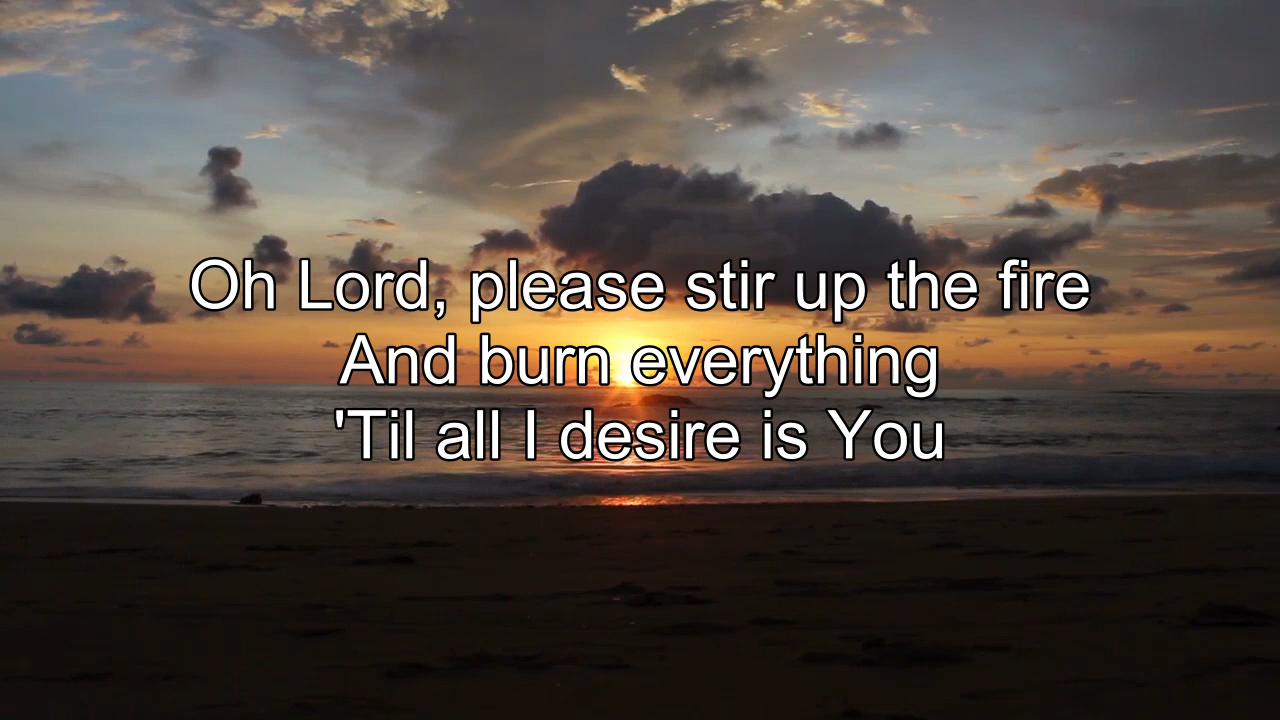 Oh Lord, please stir up the fire
And burn everything
'Til all I desire is You